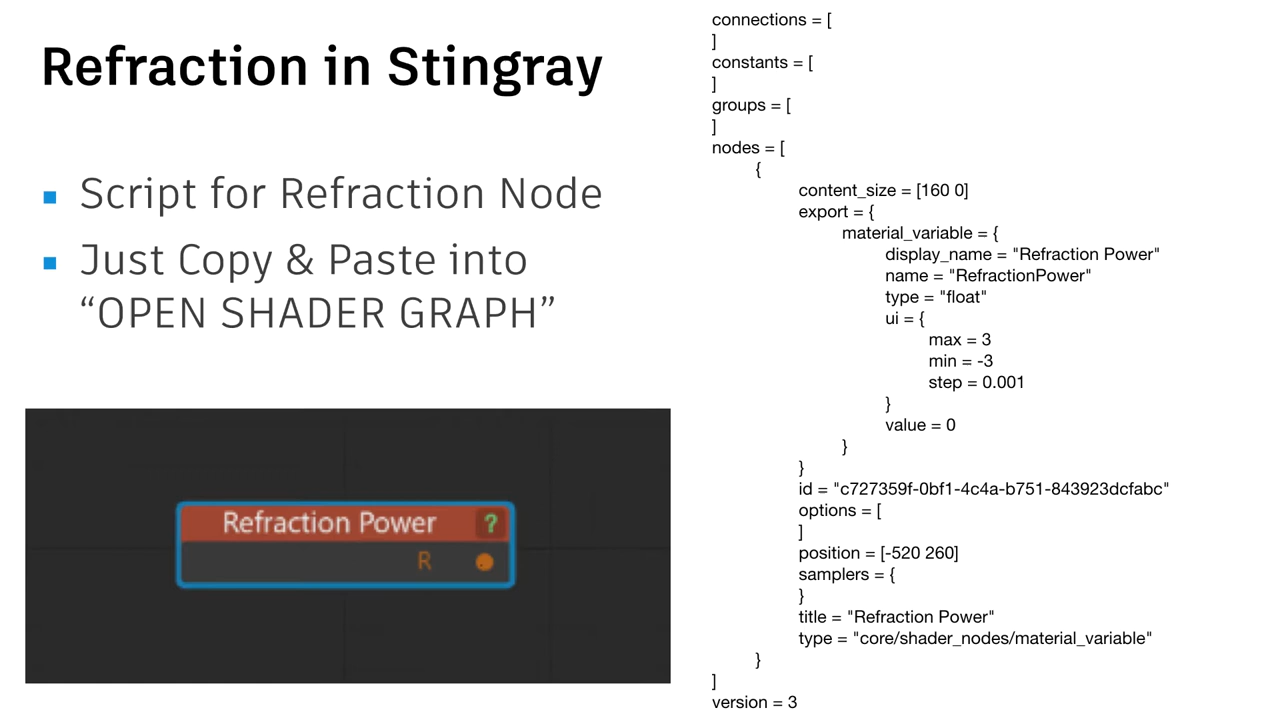 Refraction in Stingray
Script for Refraction Node
Just Copy & Paste into
“OPEN SHADER GRAPH”
Refraction Power ?
R
connections = [
]
constants = [
]
groups = [
]
nodes = [
{
content_size = [160 0]
export = {
material_variable = {
display_name = "Refraction Power"
name = "RefractionPower"
type = "float"
ui = {
max = 3
min = -3
step = 0.001
}
value = 0
}
}
id = "c727359f-0bf1-4c4a-b751-843923dcfabc"
options = [
]
position = [-520 260]
samplers = {
}
title = "Refraction Power"
type = "core/shader_nodes/material_variable"
}
]
version = 3